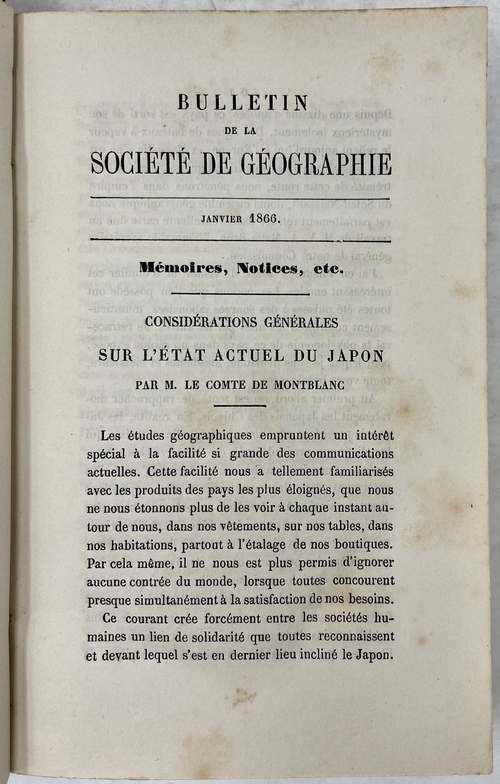 BULLETIN
DE LA
SOCIÉTÉ DE GÉOGRAPHIE
JANVIER 1866.
Mémoires, Notices, etc.
CONSIDÉRATIONS GÉNÉRALES
SUR L'ÉTAT ACTUEL DU JAPON
PAR M. LE COMTE DE MONTBLANC
Les études géographiques empruntent un intérêt
spécial à la facilité si grande des communications
actuelles. Cette facilité nous a tellement familiarisés
avec les produits des pays les plus éloignés, que nous
ne nous étonnons plus de les voir à chaque instant au-
tour de nous, dans nos vêtements, sur nos tables, dans
nos habitations, partout à l'étalage de nos boutiques.
Par cela même, il ne nous est plus permis d'ignorer
aucune contrée du monde, lorsque toutes concourent
presque simultanément à la satisfaction de nos besoins.
Ce courant crée forcément entre les sociétés hu-
maines un lien de solidarité que toutes reconnaissent
et devant lequel s'est en dernier lieu incliné le Japon.